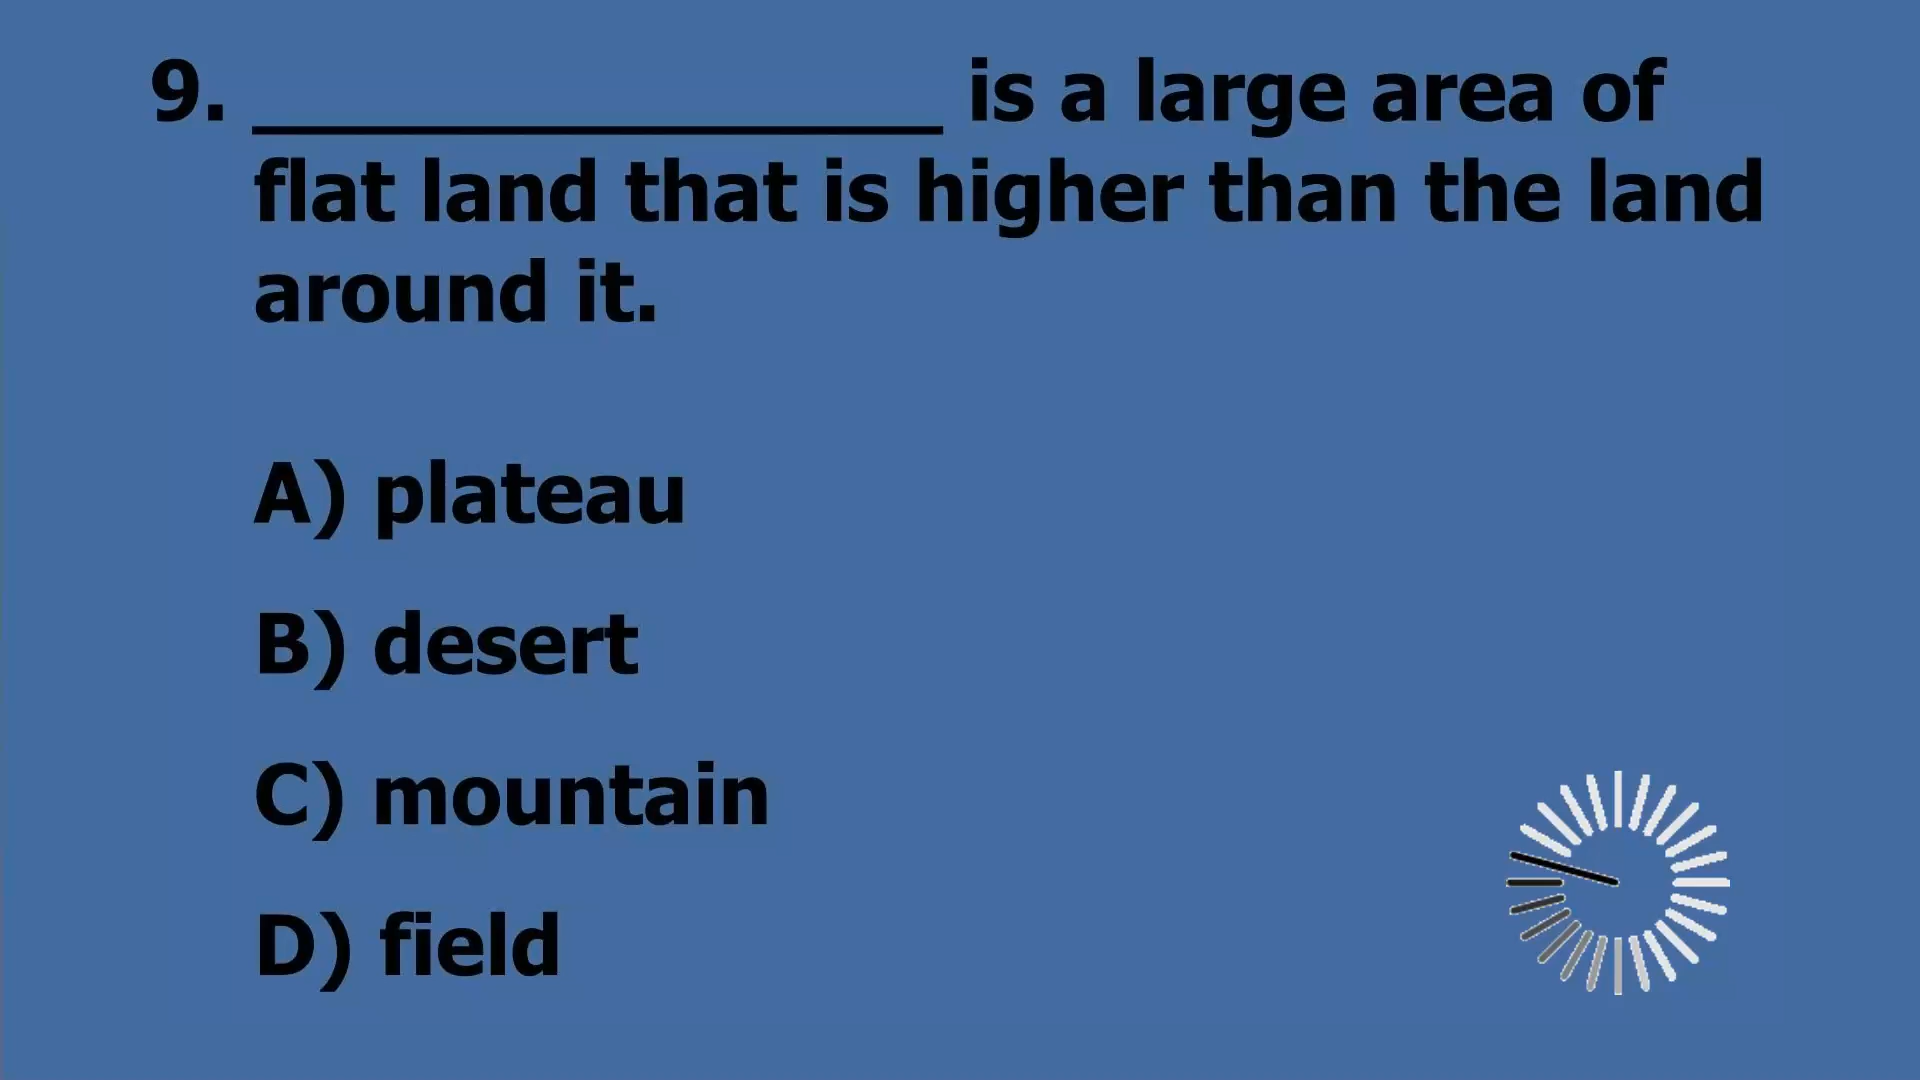 9. _________________ is a large area of
flat land that is higher than the land
around it.
A) plateau
B) desert
C) mountain
D) field